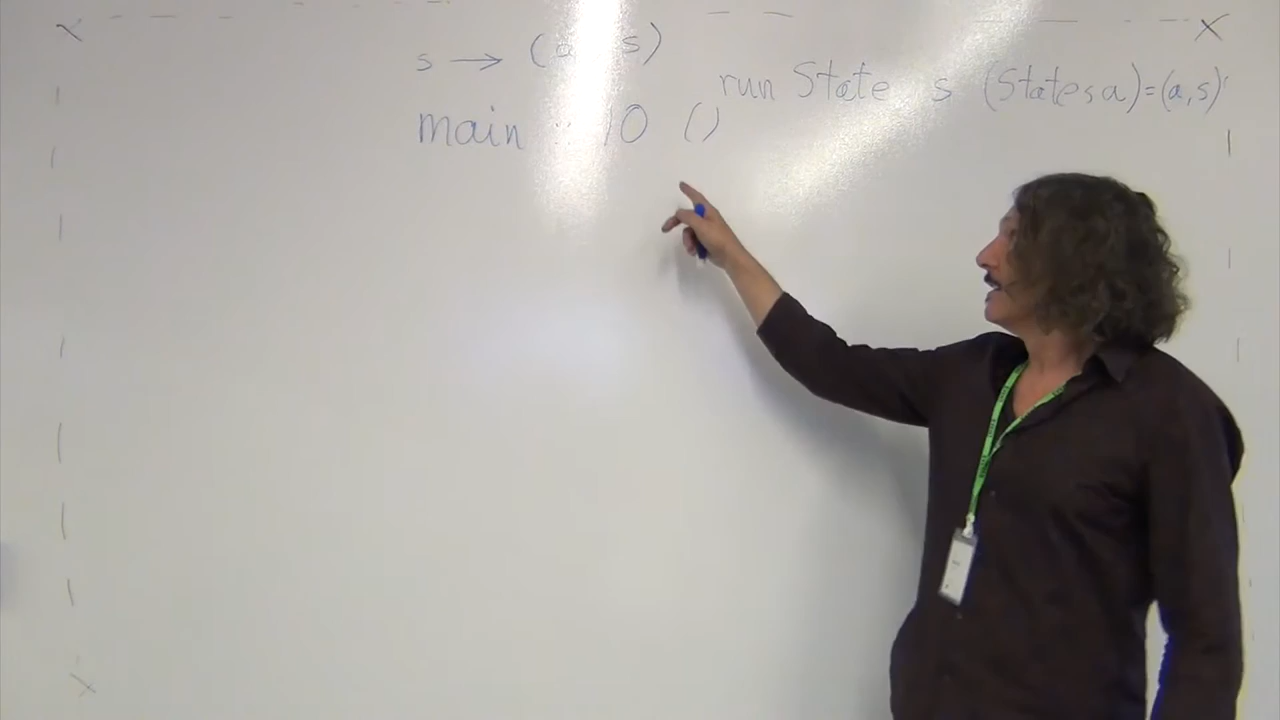 s → (a, s)
run State s (State s a) = (a, s)
main :: IO ()